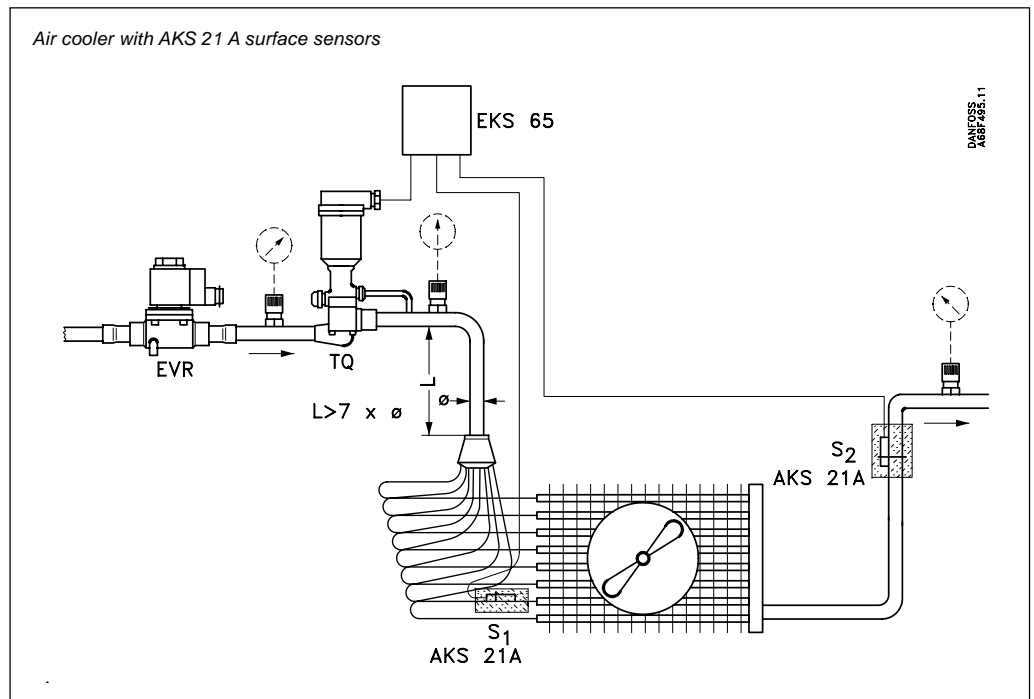 Air cooler with AKS 21 A surface sensors
EKS 65
DANFOSS
A68F495.11
EVR
TQ
L
ø
L>7 x ø
S2
AKS 21A
S1
AKS 21A